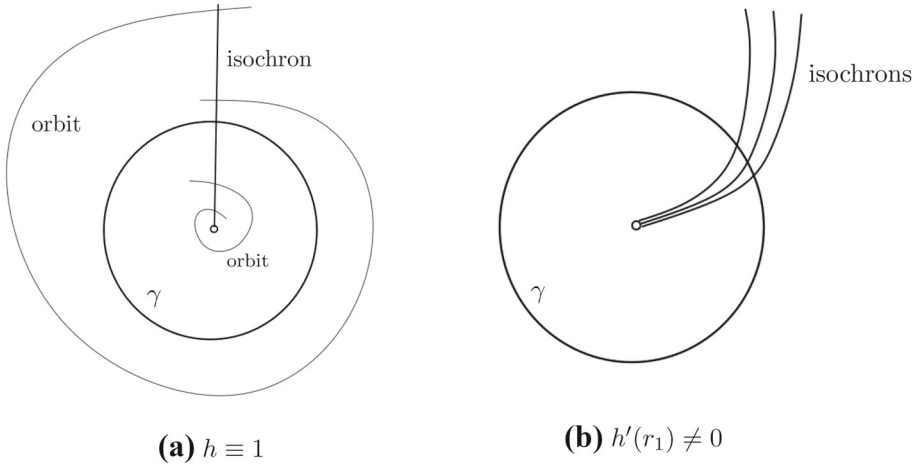 isochron
orbit
orbit
γ
(a) h ≡ 1
isochrons
γ
(b) h′(r₁) ≠ 0